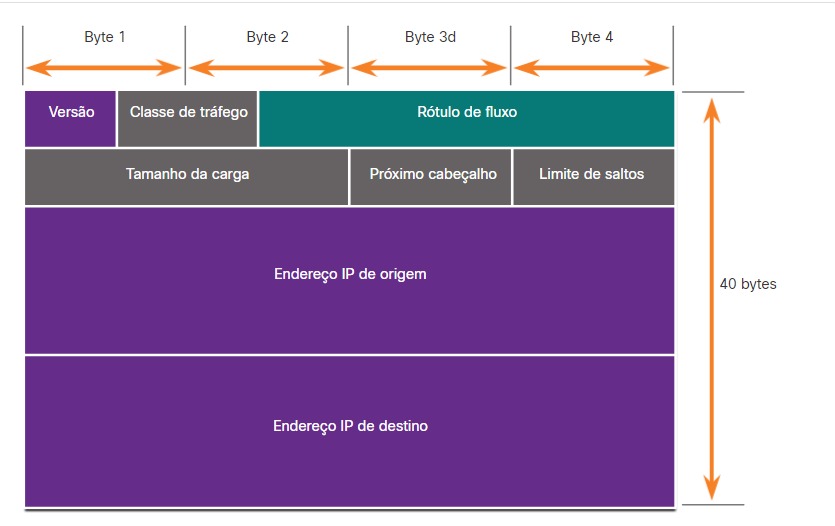 Byte 1
Byte 2
Byte 3d
Byte 4
Versão
Classe de tráfego
Rótulo de fluxo
Tamanho da carga
Próximo cabeçalho
Limite de saltos
Endereço IP de origem
40 bytes
Endereço IP de destino